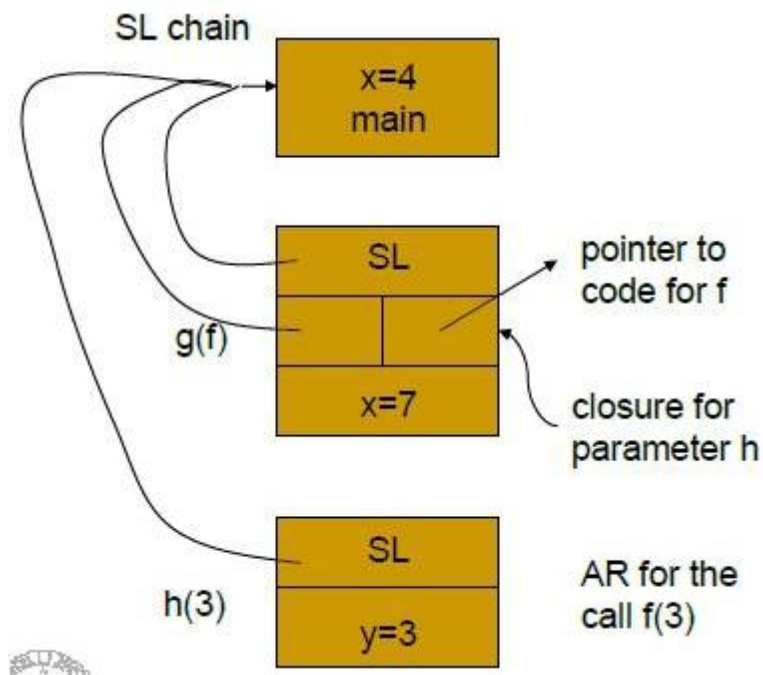 SL chain
x=4
main
SL
pointer to
code for f
g(f)
x=7
closure for
parameter h
SL
h(3)
y=3
AR for the
call f(3)